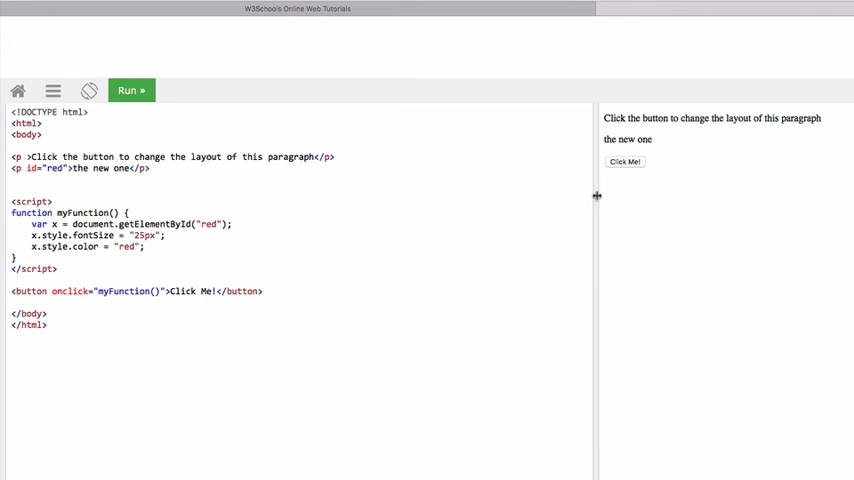 W3Schools Online Web Tutorials
Run »
<!DOCTYPE html>
<html>
<body>
<p >Click the button to change the layout of this paragraph</p>
<p id="red">the new one</p>
<script>
function myFunction() {
    var x = document.getElementById("red");
    x.style.fontSize = "25px";
    x.style.color = "red";
}
</script>
<button onclick="myFunction()">Click Me!</button>
</body>
</html>
Click the button to change the layout of this paragraph
the new one
Click Me!